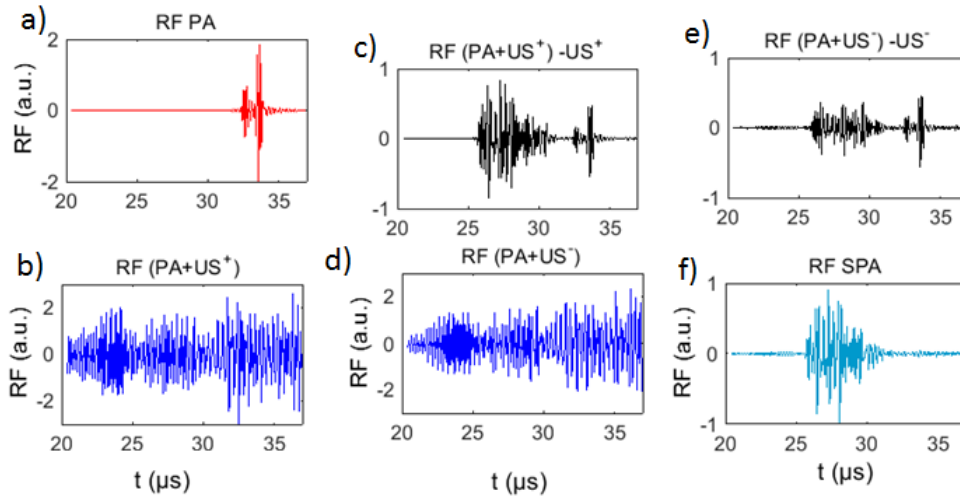 a)
RF PA
RF (a.u.)
2
0
-2
20 25 30 35
b)
RF (PA+US⁺)
RF (a.u.)
2
0
-2
20 25 30 35
t (µs)
c)
RF (PA+US⁺) -US⁺
1
0
-1
20 25 30 35
d)
RF (PA+US⁻)
2
0
-2
20 25 30 35
t (µs)
e)
RF (PA+US⁻) -US⁻
RF (a.u.)
1
0
-1
20 25 30 35
f)
RF SPA
RF (a.u.)
1
0
-1
20 25 30 35
t (µs)